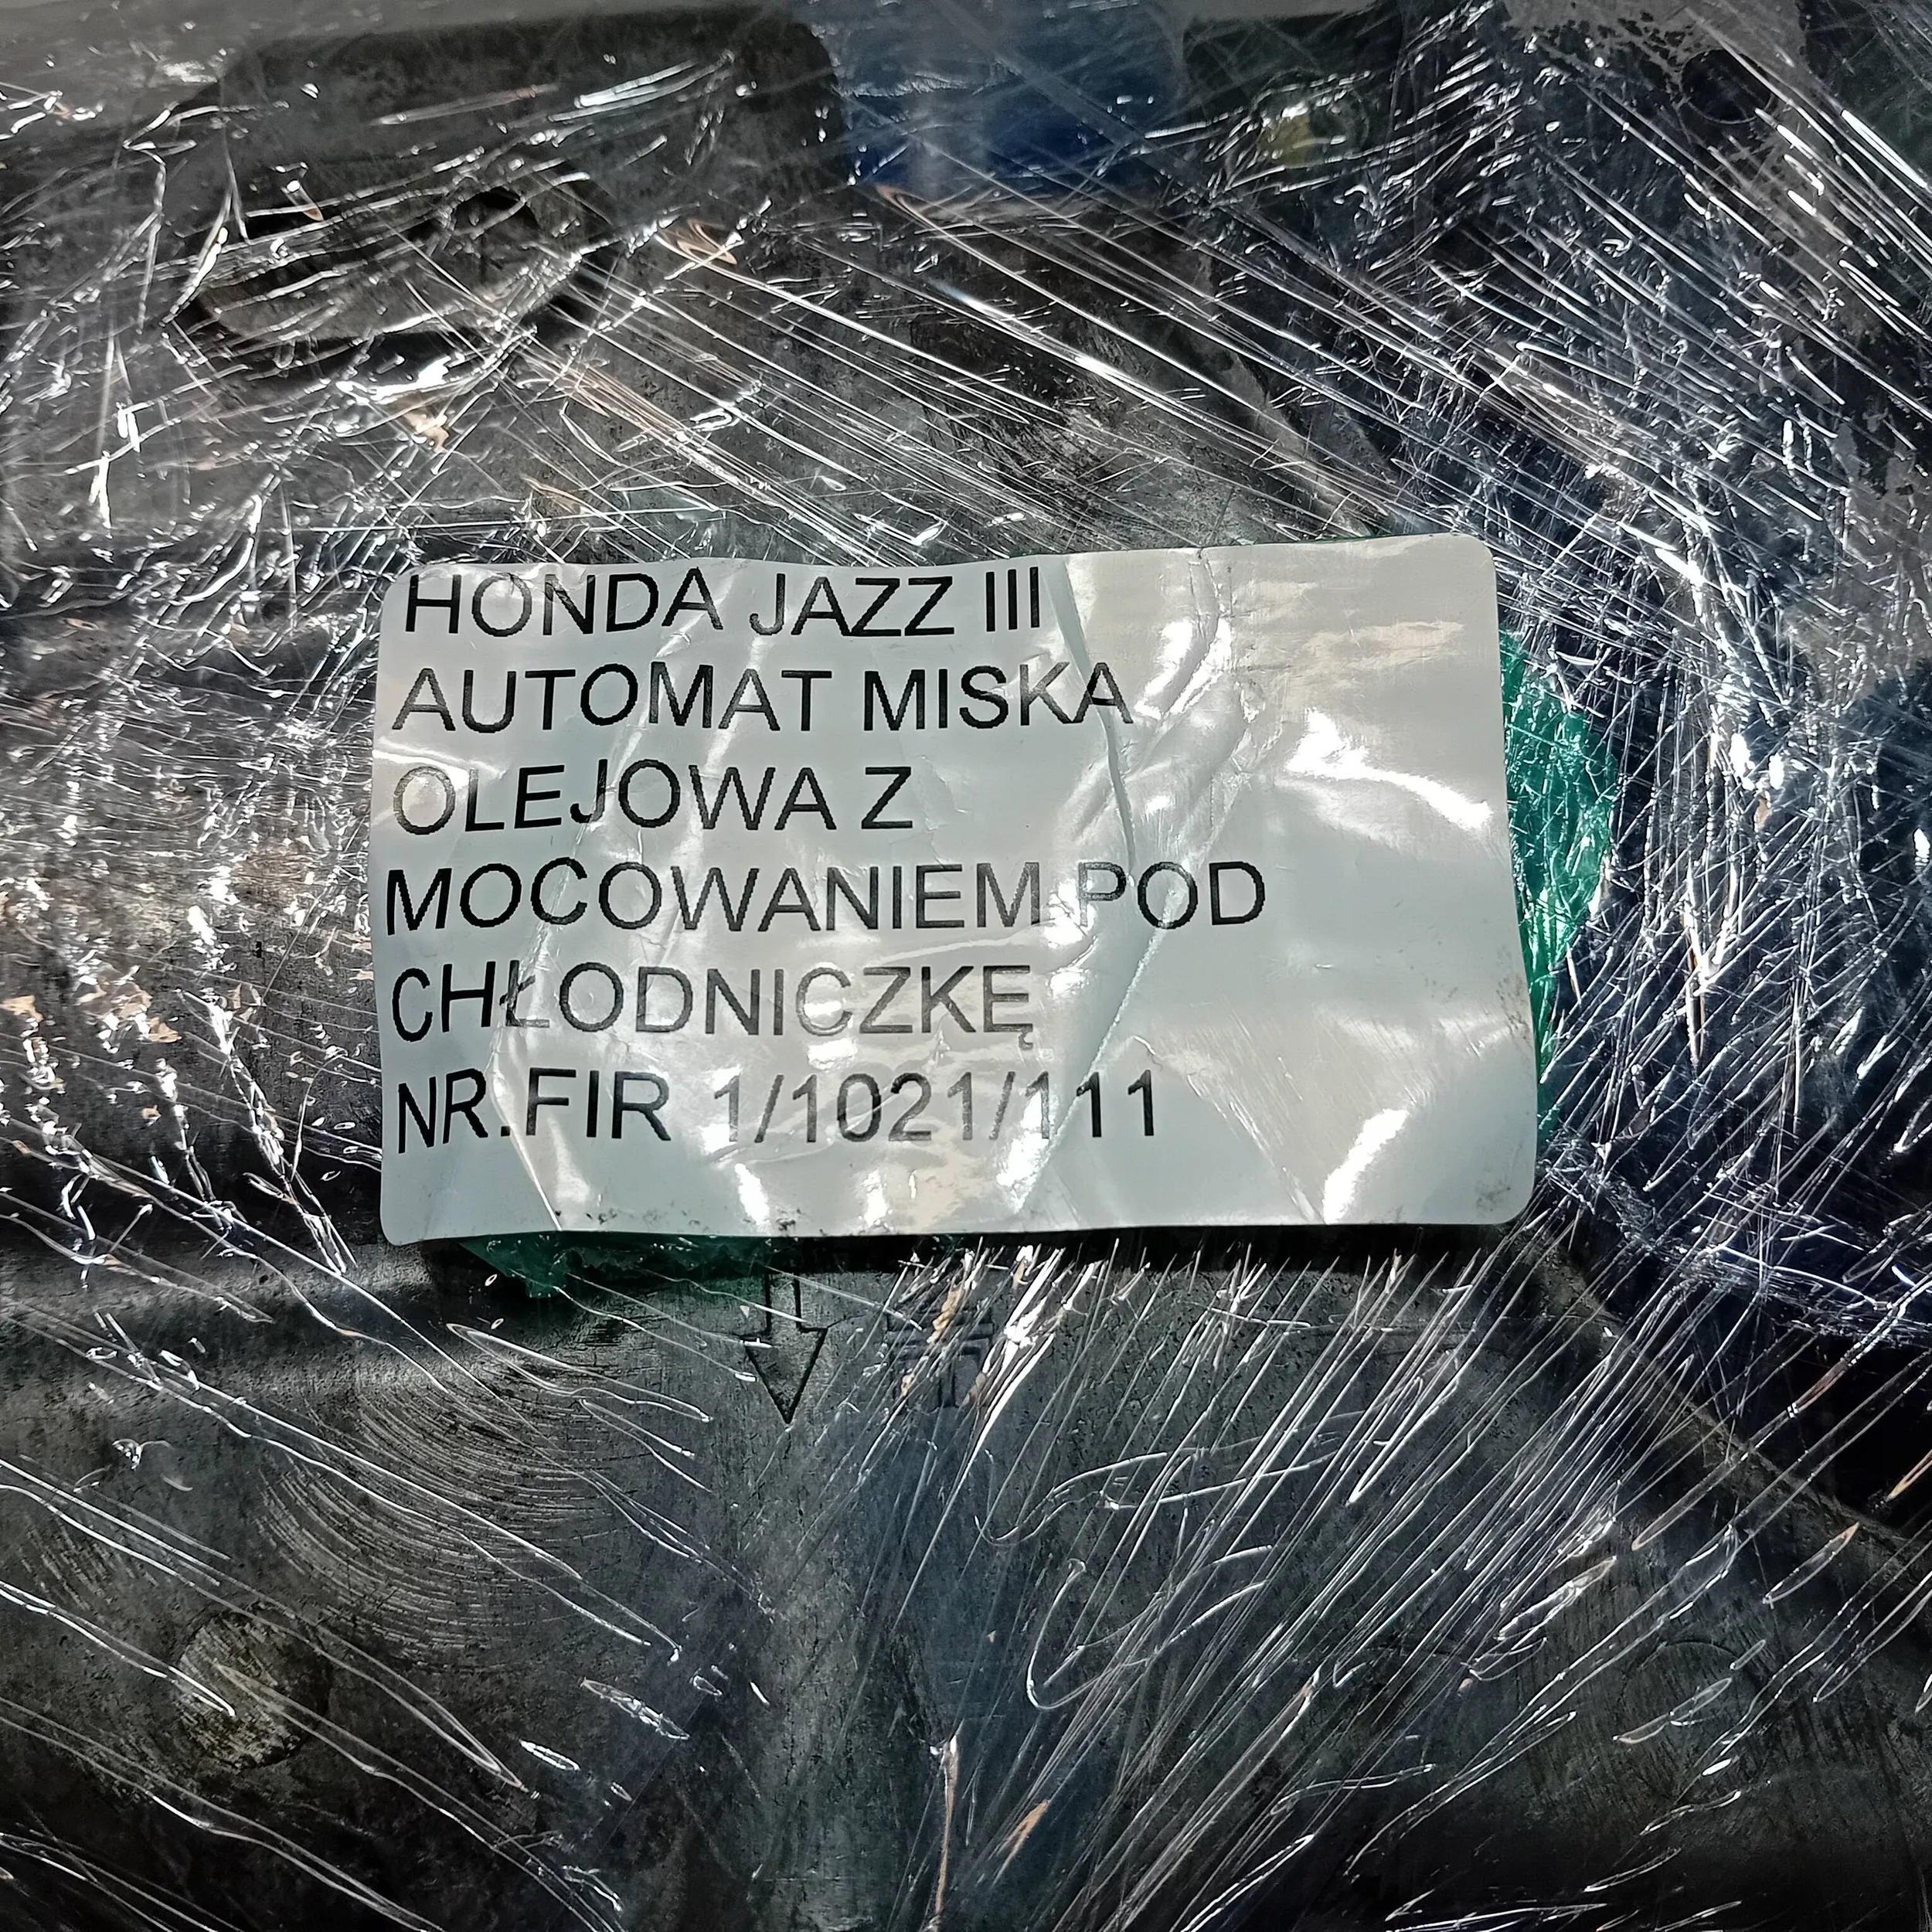 HONDA JAZZ III
AUTOMAT MISKA
OLEJOWA Z
MOCOWANIEM POD
CHŁODNICZKĘ
NR.FIR 1/1021/111